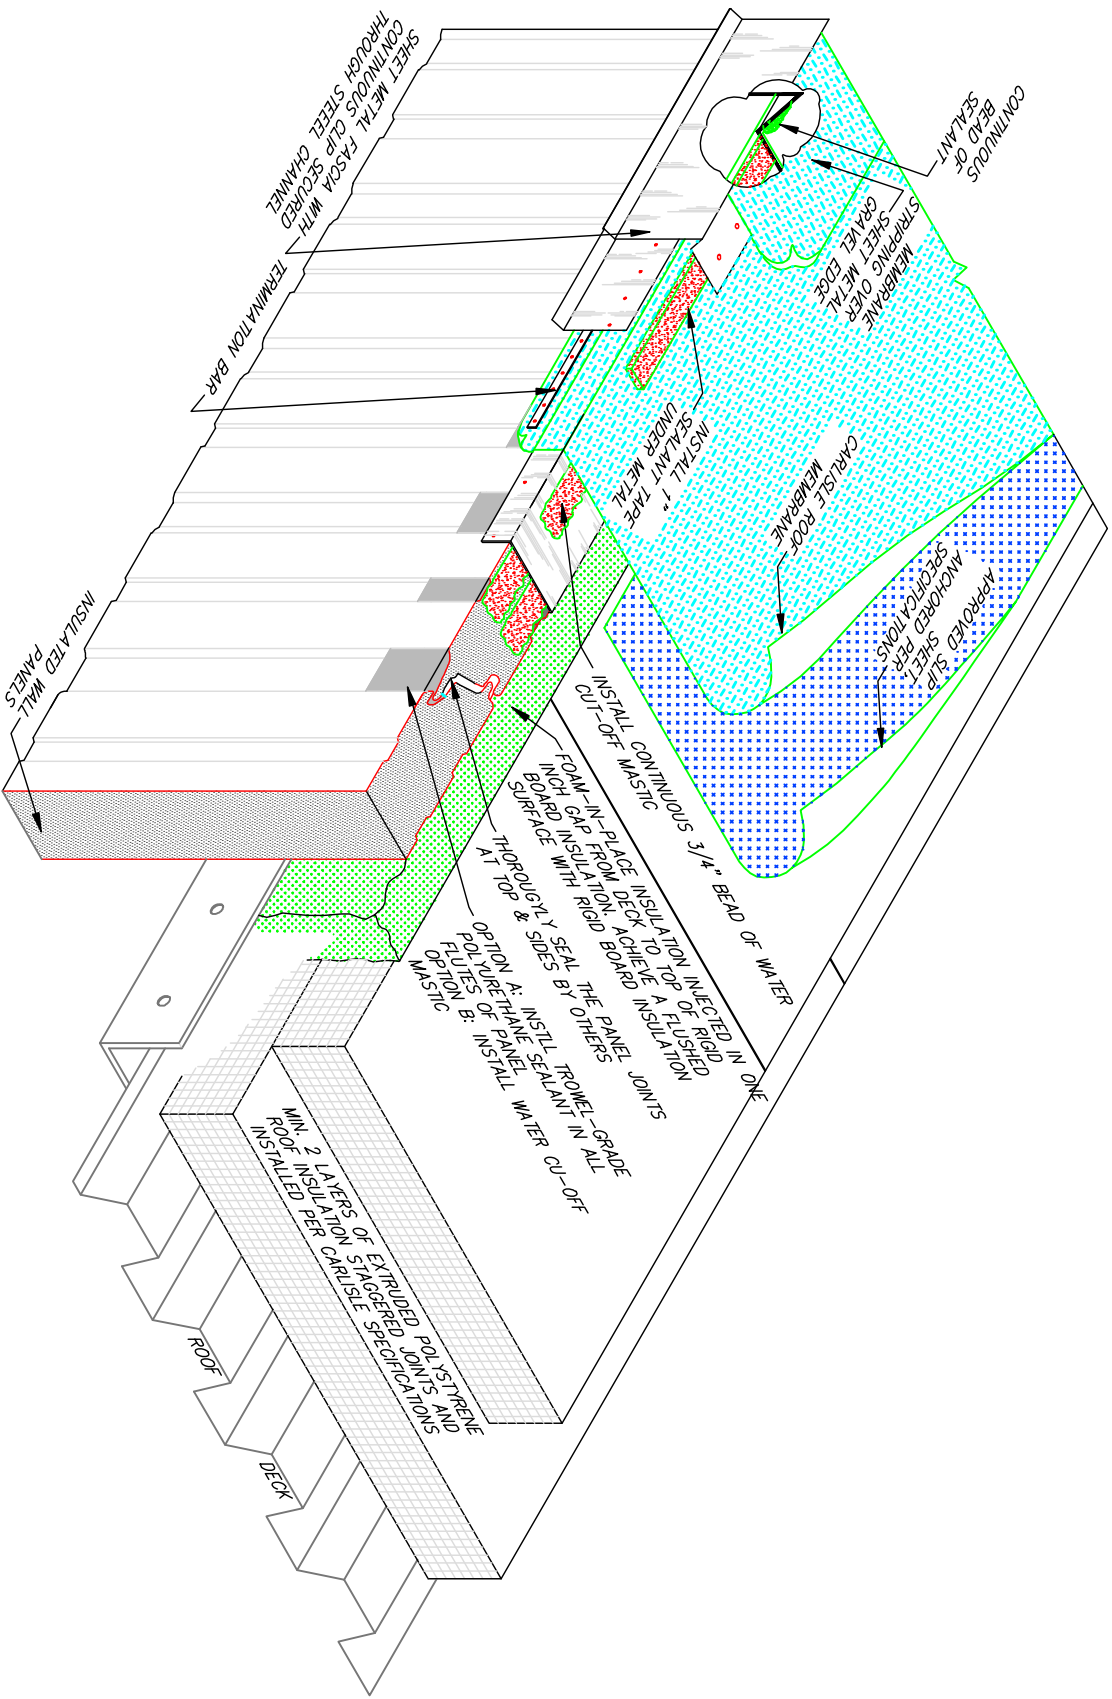 CONTINUOUS
BEAD OF
SEALANT
MEMBRANE
STRIPPING OVER
SHEET METAL
GRAVEL EDGE
SHEET METAL FASCIA WITH
CONTINUOUS CLIP SECURED
THROUGH STEEL CHANNEL
TERMINATION BAR
INSTALL 1"
SEALANT TAPE
UNDER METAL
CARLISLE ROOF
MEMBRANE
APPROVED SLIP
SHEET,
ANCHORED PER
SPECIFICATIONS
INSULATED WALL
PANELS
INSTALL CONTINUOUS 3/4" BEAD OF WATER
CUT-OFF MASTIC
FOAM-IN-PLACE INSULATION INJECTED IN ONE
INCH GAP FROM DECK TO TOP OF RIGID
BOARD INSULATION. ACHIEVE A FLUSHED
SURFACE WITH RIGID BOARD INSULATION
THOROUGYLY SEAL THE PANEL JOINTS
AT TOP & SIDES BY OTHERS
OPTION A: INSTLL TROWEL-GRADE
POLYURETHANE SEALANT IN ALL
FLUTES OF PANEL
OPTION B: INSTALL WATER CU-OFF
MASTIC
MIN. 2 LAYERS OF EXTRUDED POLYSTYRENE
ROOF INSULATION STAGGERED JOINTS AND
INSTALLED PER CARLISLE SPECIFICATIONS
ROOF
DECK